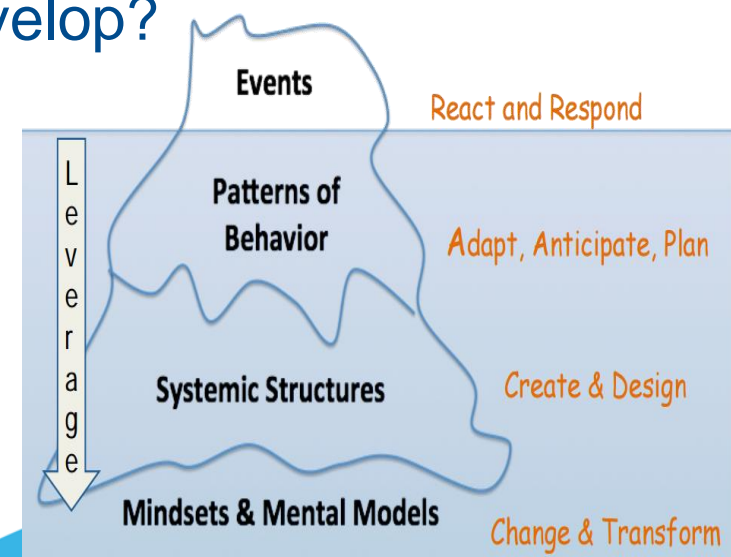 velop?
Events
React and Respond
Leverage
Patterns of
Behavior
Adapt, Anticipate, Plan
Systemic Structures
Create & Design
Mindsets & Mental Models
Change & Transform